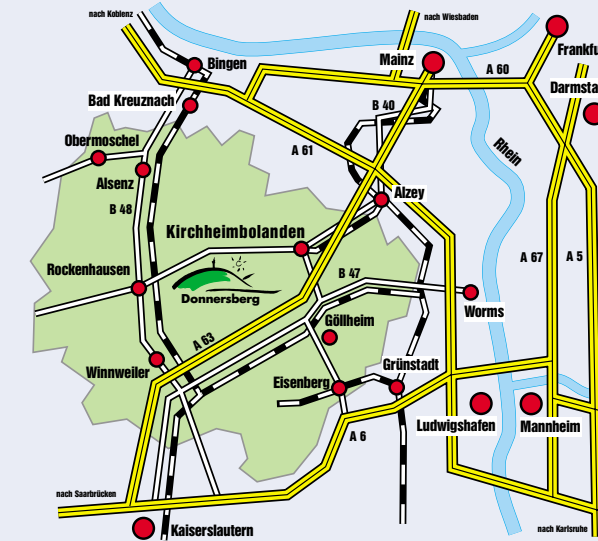 nach Koblenz
nach Wiesbaden
Bingen
Mainz
A 60
Frankfu
Darmsta
Bad Kreuznach
B 40
Obermoschel
A 61
Rhein
Alsenz
Alzey
B 48
Kirchheimbolanden
A 67
A 5
Rockenhausen
B 47
Donnersberg
Worms
Göllheim
A 63
Winnweiler
Grünstadt
Eisenberg
Ludwigshafen
Mannheim
A 6
nach Saarbrücken
Kaiserslautern
nach Karlsruhe